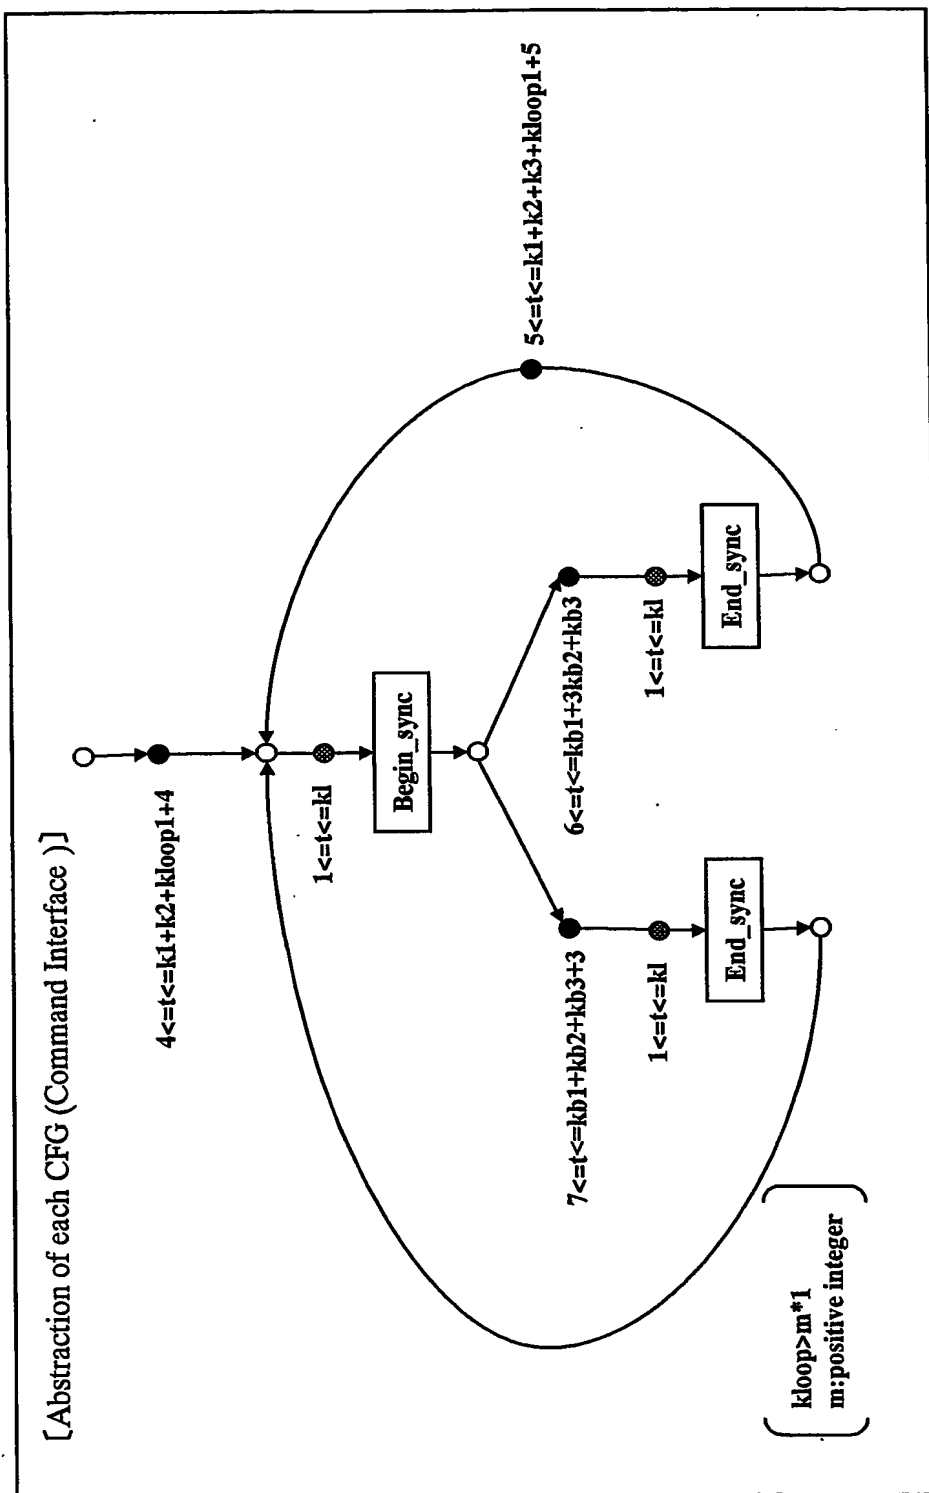 [Abstraction of each CFG (Command Interface )]
4<=t<=k1+k2+kloop1+4
1<=t<=kl
Begin_sync
5<=t<=k1+k2+k3+kloop1+5
7<=t<=kb1+kb2+kb3+3
6<=t<=kb1+3kb2+kb3
1<=t<=kl
1<=t<=kl
End_sync
End_sync
kloop>m*1
m:positive integer